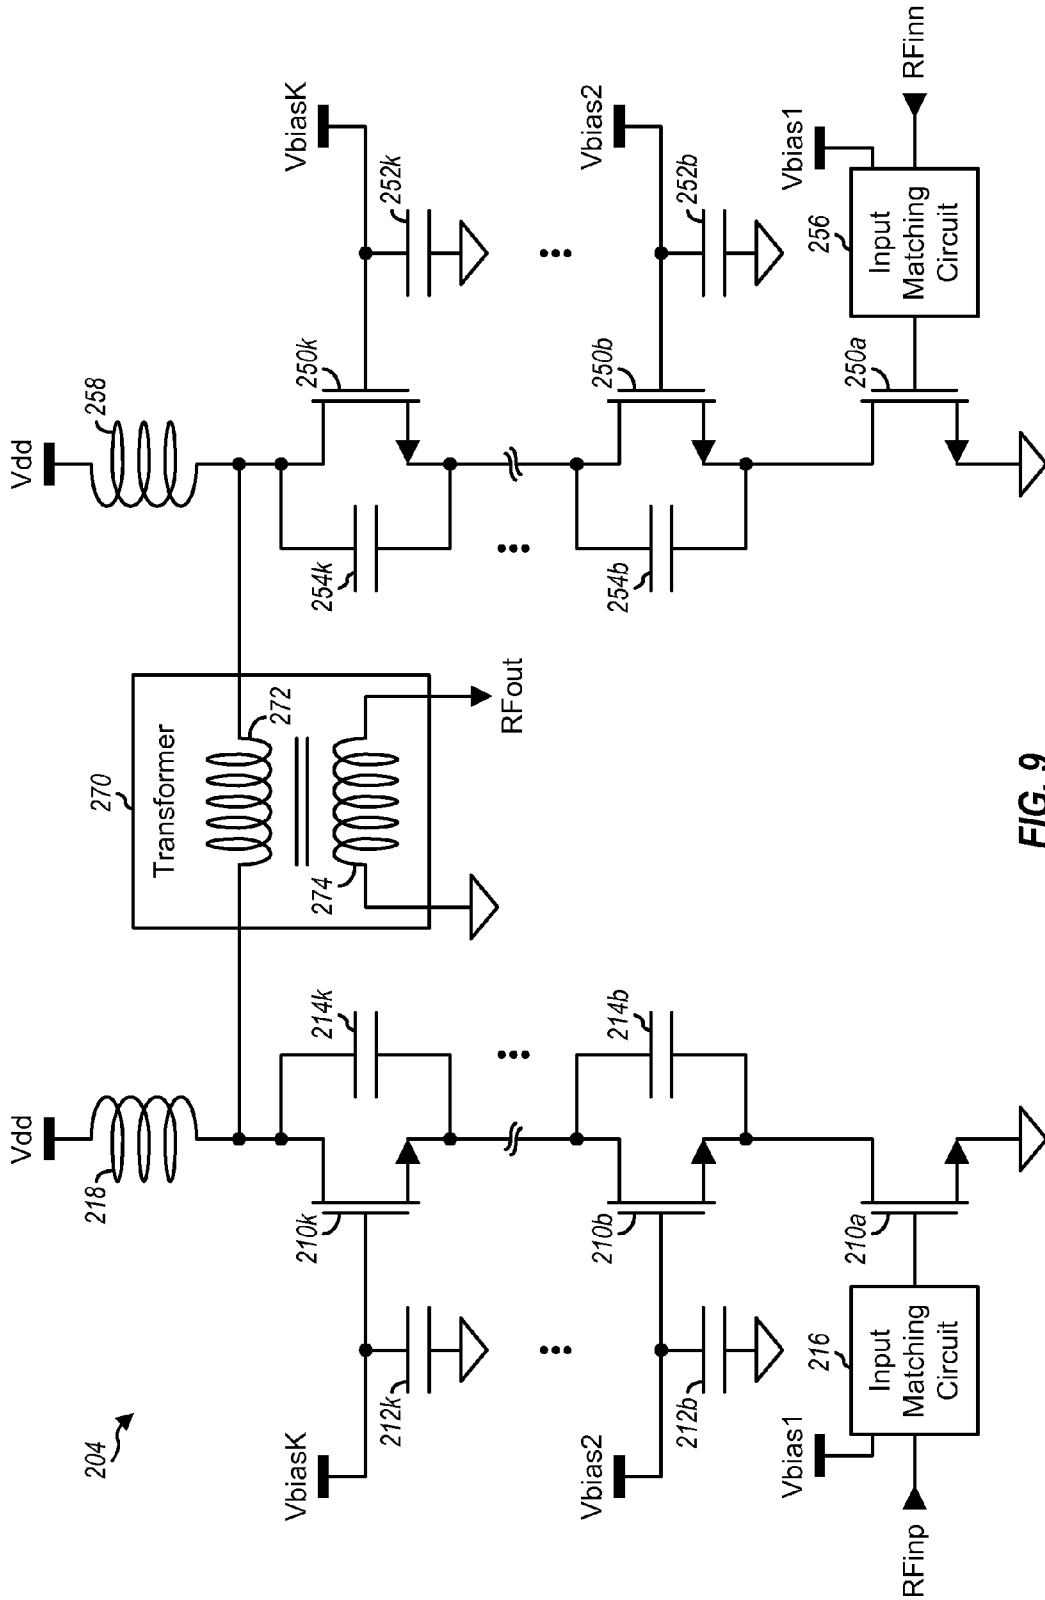 204
Vdd
218
270
Transformer
272
274
RFout
Vdd
258
VbiasK
212k
210k
214k
254k
250k
252k
VbiasK
Vbias2
212b
210b
214b
254b
250b
252b
Vbias2
RFinp
Vbias1
216
Input
Matching
Circuit
210a
250a
256
Input
Matching
Circuit
Vbias1
RFinn
FIG. 9